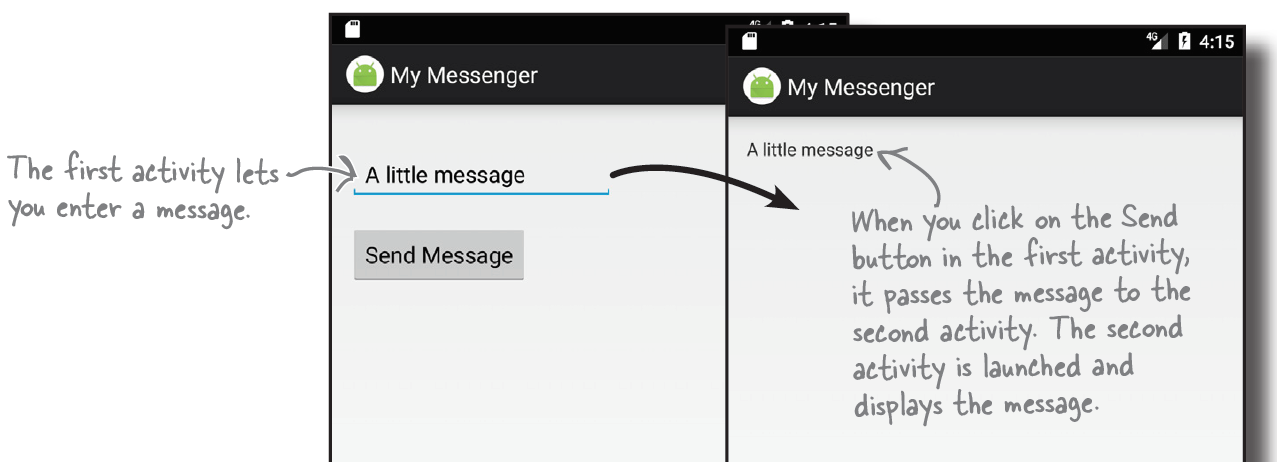 4G 4:15
My Messenger
My Messenger
The first activity lets
you enter a message.
A little message
Send Message
A little message
When you click on the Send
button in the first activity,
it passes the message to the
second activity. The second
activity is launched and
displays the message.